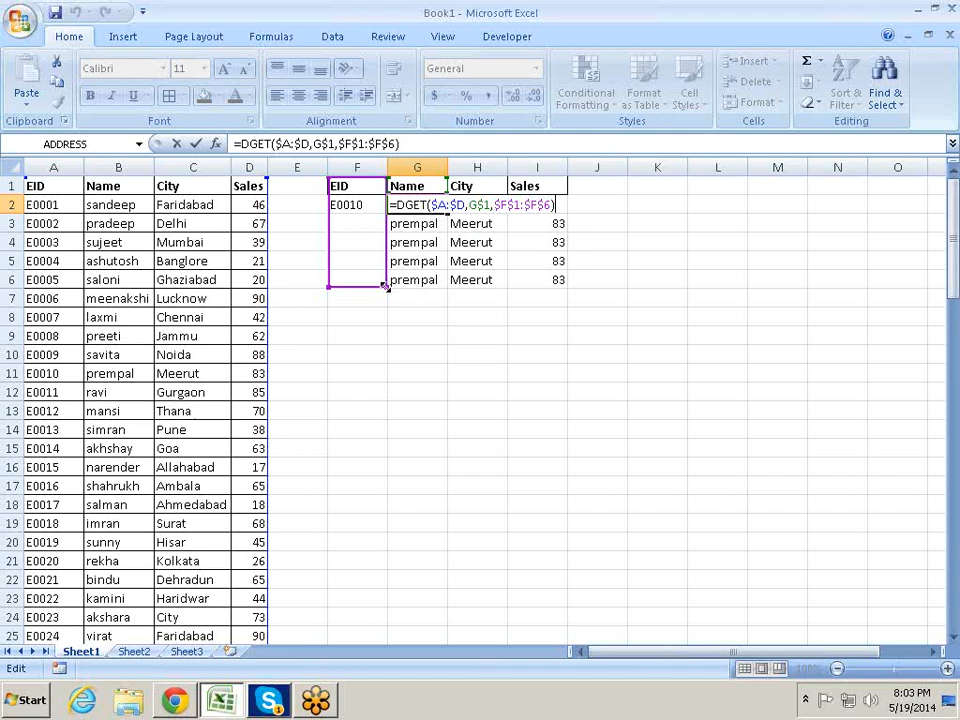 Book1 - Microsoft Excel
Home Insert Page Layout Formulas Data Review View Developer
Paste Calibri 11 A A General Conditional Formatting Format as Table Cell Styles Insert Delete Format Sort & Filter Find & Select
B I U $ % ,
Clipboard Font Alignment Number Styles Cells Editing
ADDRESS fx =DGET($A:$D,G$1,$F$1:$F$6)
A B C D E F G H I J K L M N O
1 EID Name City Sales EID Name City Sales
2 E0001 sandeep Faridabad 46 E0010 =DGET($A:$D,G$1,$F$1:$F$6)
3 E0002 pradeep Delhi 67 prempal Meerut 83
4 E0003 sujeet Mumbai 39 prempal Meerut 83
5 E0004 ashutosh Banglore 21 prempal Meerut 83
6 E0005 saloni Ghaziabad 20 prempal Meerut 83
7 E0006 meenakshi Lucknow 90
8 E0007 laxmi Chennai 42
9 E0008 preeti Jammu 62
10 E0009 savita Noida 88
11 E0010 prempal Meerut 83
12 E0011 ravi Gurgaon 85
13 E0012 mansi Thana 70
14 E0013 simran Pune 38
15 E0014 akhshay Goa 63
16 E0015 narender Allahabad 17
17 E0016 shahrukh Ambala 65
18 E0017 salman Ahmedabad 18
19 E0018 imran Surat 68
20 E0019 sunny Hisar 45
21 E0020 rekha Kolkata 26
22 E0021 bindu Dehradun 65
23 E0022 kamini Haridwar 44
24 E0023 akshara City 73
25 E0024 virat Faridabad 90
Sheet1 Sheet2 Sheet3
Edit 100%
Start 8:03 PM
5/19/2014